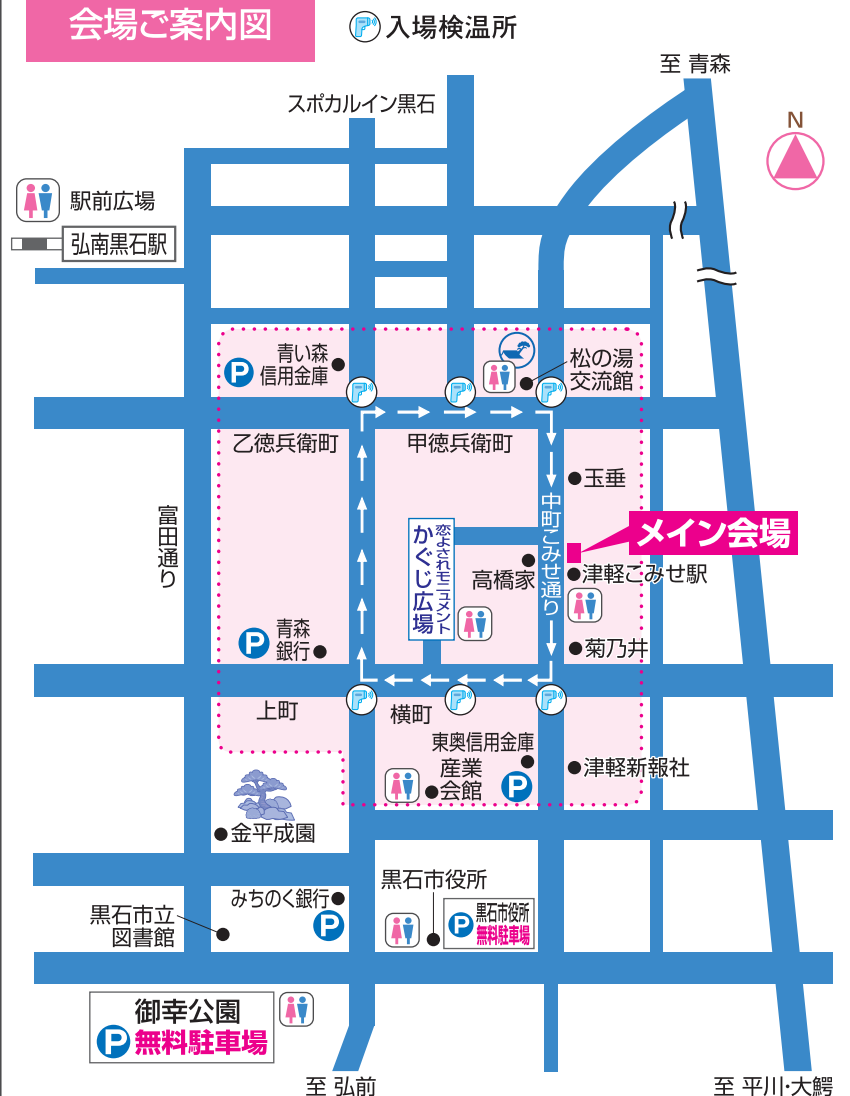 会場ご案内図
入場検温所
至 青森
スポカルイン黒石
N
駅前広場
弘南黒石駅
P
青い森
信用金庫
松の湯
交流館
乙徳兵衛町
甲徳兵衛町
玉垂
富田通り
中町こみせ通り
メイン会場
恋よされモニュメント
かぐじ広場
高橋家
津軽こみせ駅
P
青森
銀行
菊乃井
上町
横町
東奥信用金庫
産業
会館
P
津軽新報社
金平成園
みちのく銀行
P
黒石市役所
黒石市立
図書館
P
黒石市役所
無料駐車場
御幸公園
P 無料駐車場
至 弘前
至 平川・大鰐